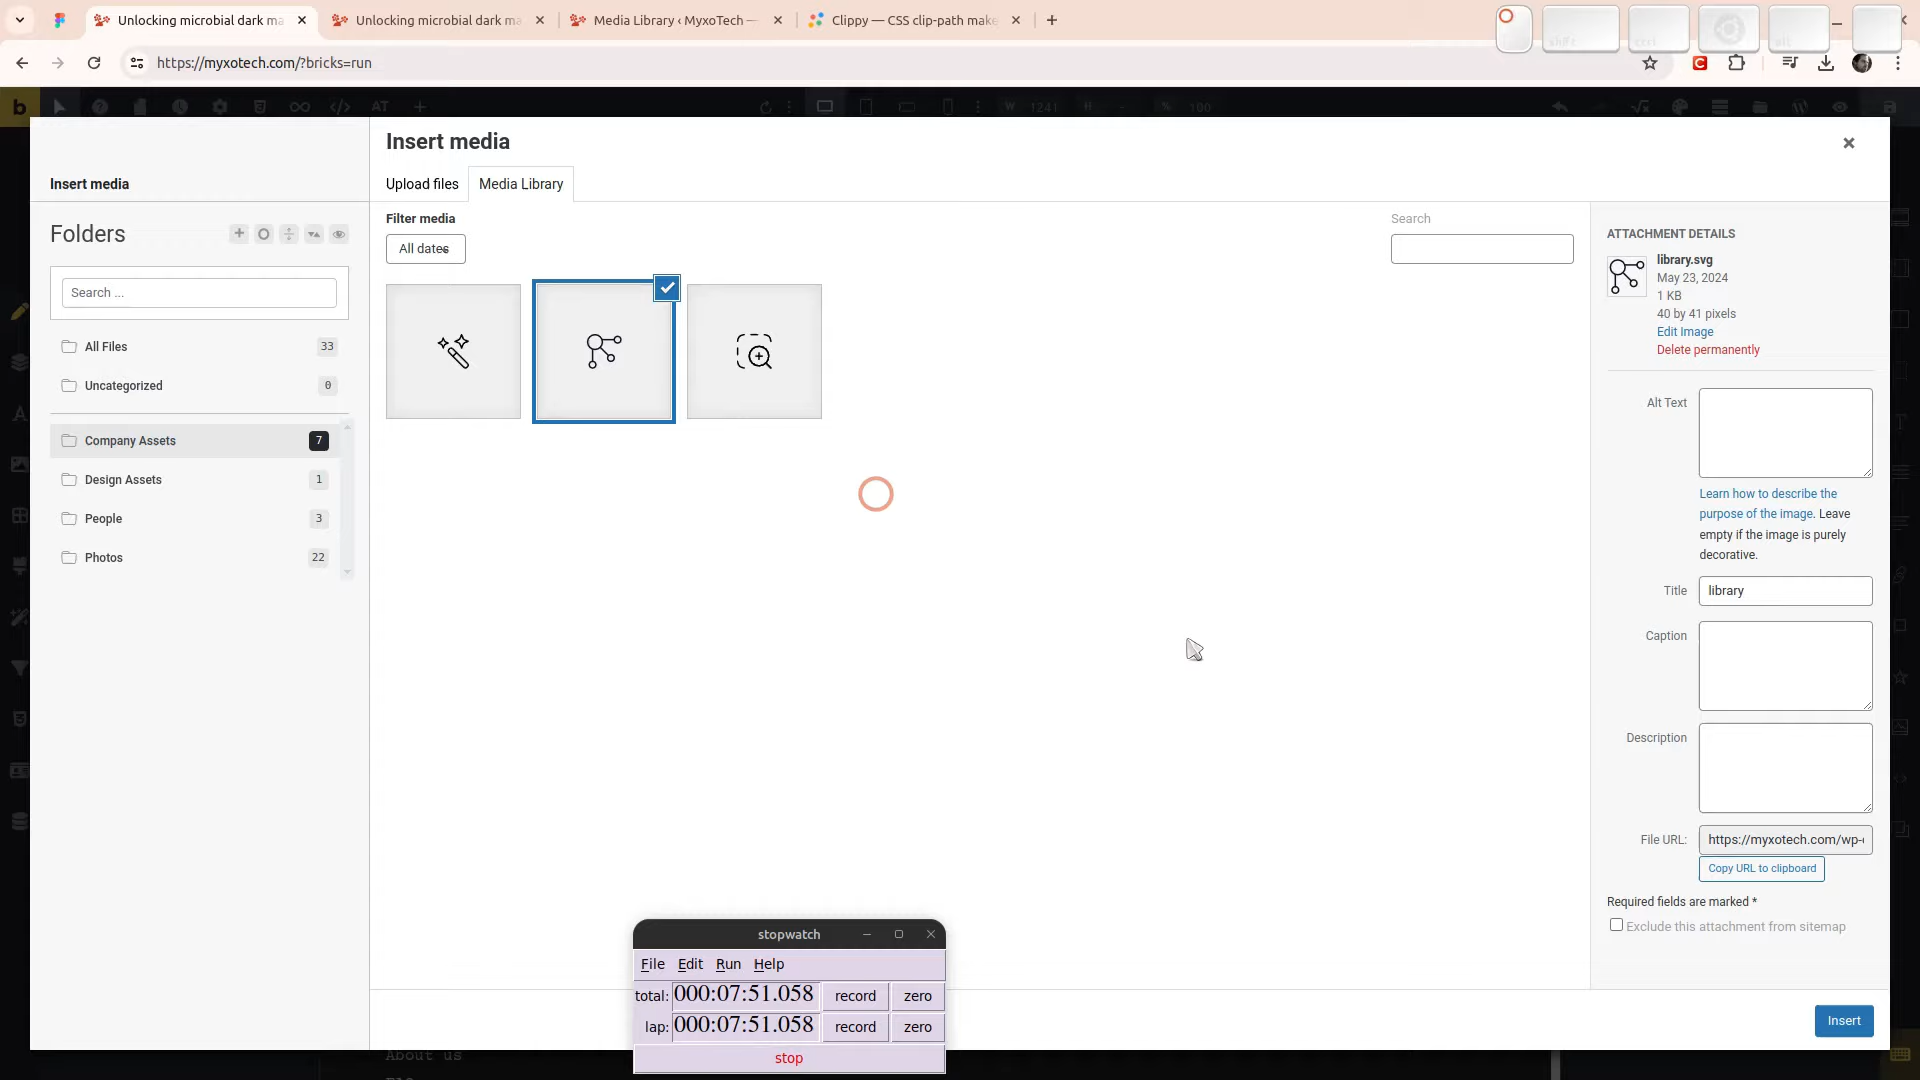 Unlocking microbial dark ma
Unlocking microbial dark ma
Media Library ‹ MyxoTech —
Clippy — CSS clip-path make
https://myxotech.com/?bricks=run
AT
W 1241 H - % 100
Insert media
Insert media
Upload files
Media Library
Folders
Search ...
All Files 33
Uncategorized 0
Company Assets 7
Design Assets 1
People 3
Photos 22
Filter media
All dates
Search
ATTACHMENT DETAILS
library.svg
May 23, 2024
1 KB
40 by 41 pixels
Edit Image
Delete permanently
Alt Text
Learn how to describe the
purpose of the image. Leave
empty if the image is purely
decorative.
Title library
Caption
Description
File URL: https://myxotech.com/wp-
Copy URL to clipboard
Required fields are marked *
Exclude this attachment from sitemap
Insert
stopwatch
File Edit Run Help
total: 000:07:51.058 record zero
lap: 000:07:51.058 record zero
stop
About us